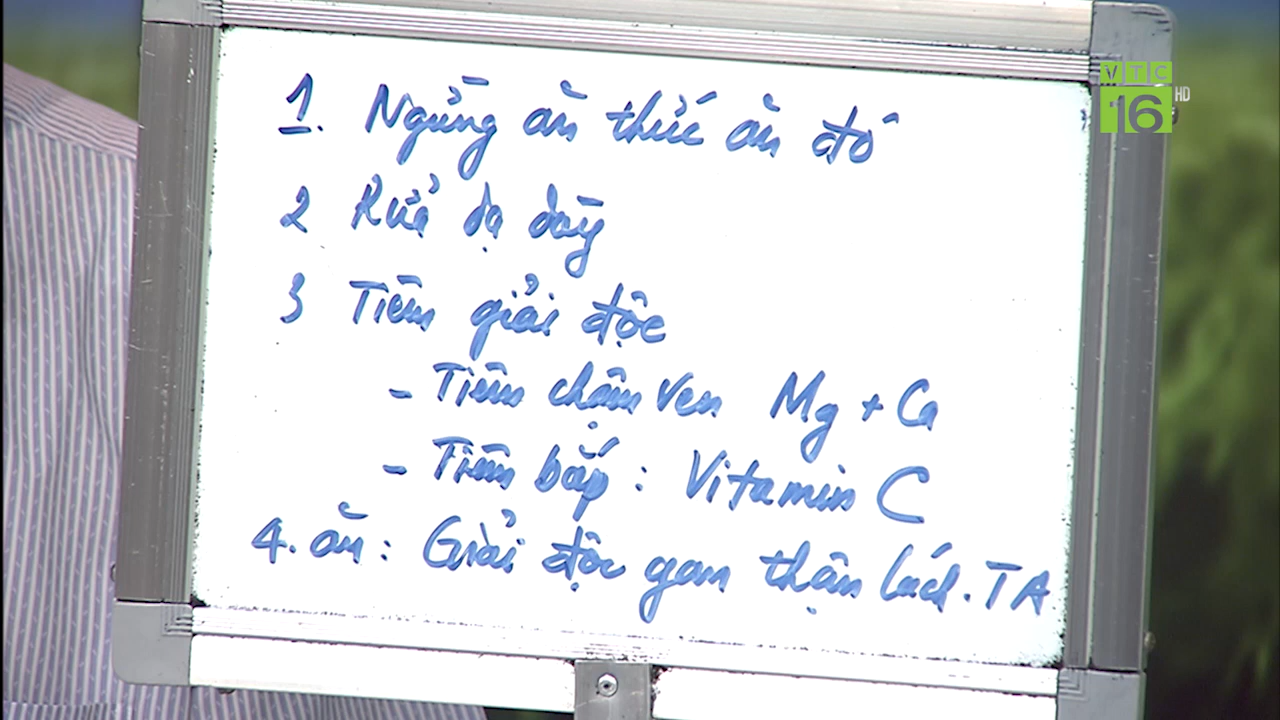 VTC
16 HD
1. Ngừng ăn thức ăn đó
2 Rửa dạ dày
3 Tiêm giải độc
- Tiêm chậm ven Mg + Ca
- Tiêm bắp : Vitamin C
4. ăn : Giải độc gan thận lách. TA